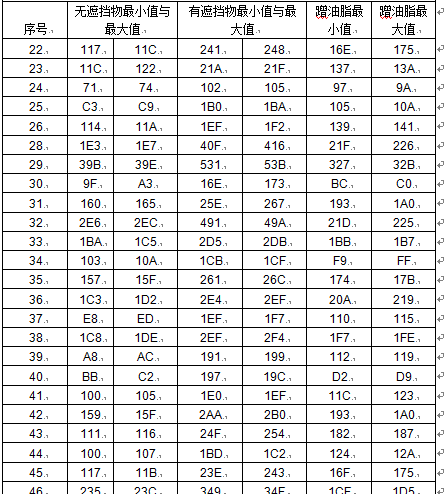 序号 无遮挡物最小值与 有遮挡物最小值与最 蹭油脂最 蹭油脂最
最大值 大值 小值 大值
22 117 11C 241 248 16E 175
23 11C 122 21A 21F 137 13A
24 71 74 102 105 97 9A
25 C3 C9 1B0 1BA 105 10A
26 114 11A 1EF 1F2 139 141
28 1E3 1E7 40F 416 21F 226
29 39B 39E 531 53B 327 32B
30 9F A3 16E 173 BC C0
31 160 165 25E 267 193 1A0
32 2E6 2EC 491 49A 21D 225
33 1BA 1C5 2D5 2DB 1BB 1B7
34 103 10A 1CB 1CF F9 FF
35 157 15F 261 26C 174 17B
36 1C3 1D2 2E4 2EF 20A 219
37 E8 ED 1EF 1F7 110 115
38 1C8 1DE 2EF 2F4 1F7 1FE
39 A8 AC 191 199 112 119
40 BB C2 197 19C D2 D9
41 100 105 1E0 1EF 11C 123
42 159 15F 2AA 2B0 193 1A0
43 111 116 24F 254 182 187
44 100 107 1BD 1C2 124 12A
45 117 11B 23E 243 16F 175
46 235 23C 349 1D5